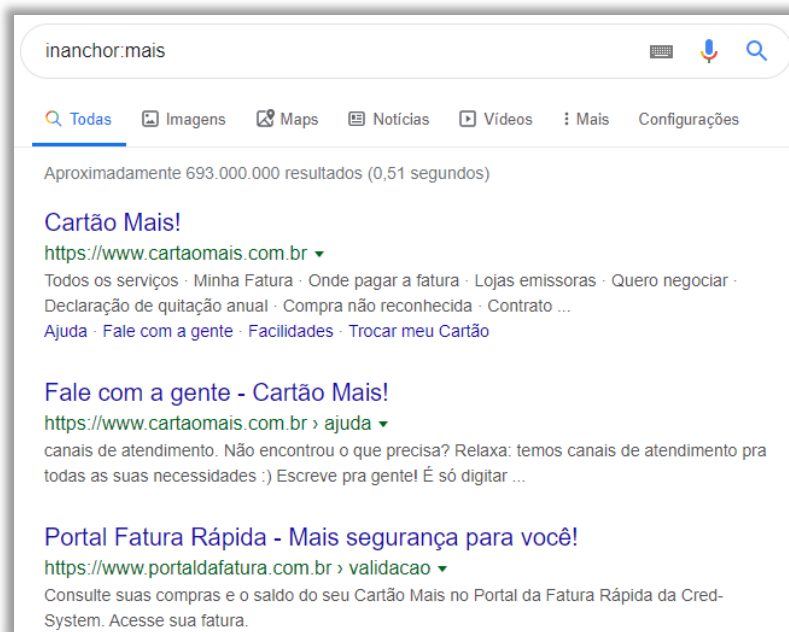 inanchor:mais
Todas Imagens Maps Notícias Vídeos Mais Configurações
Aproximadamente 693.000.000 resultados (0,51 segundos)
Cartão Mais!
https://www.cartaomais.com.br
Todos os serviços · Minha Fatura · Onde pagar a fatura · Lojas emissoras · Quero negociar ·
Declaração de quitação anual · Compra não reconhecida · Contrato ...
Ajuda · Fale com a gente · Facilidades · Trocar meu Cartão
Fale com a gente - Cartão Mais!
https://www.cartaomais.com.br › ajuda
canais de atendimento. Não encontrou o que precisa? Relaxa: temos canais de atendimento pra
todas as suas necessidades :) Escreve pra gente! É só digitar ...
Portal Fatura Rápida - Mais segurança para você!
https://www.portaldafatura.com.br › validacao
Consulte suas compras e o saldo do seu Cartão Mais no Portal da Fatura Rápida da Cred-
System. Acesse sua fatura.